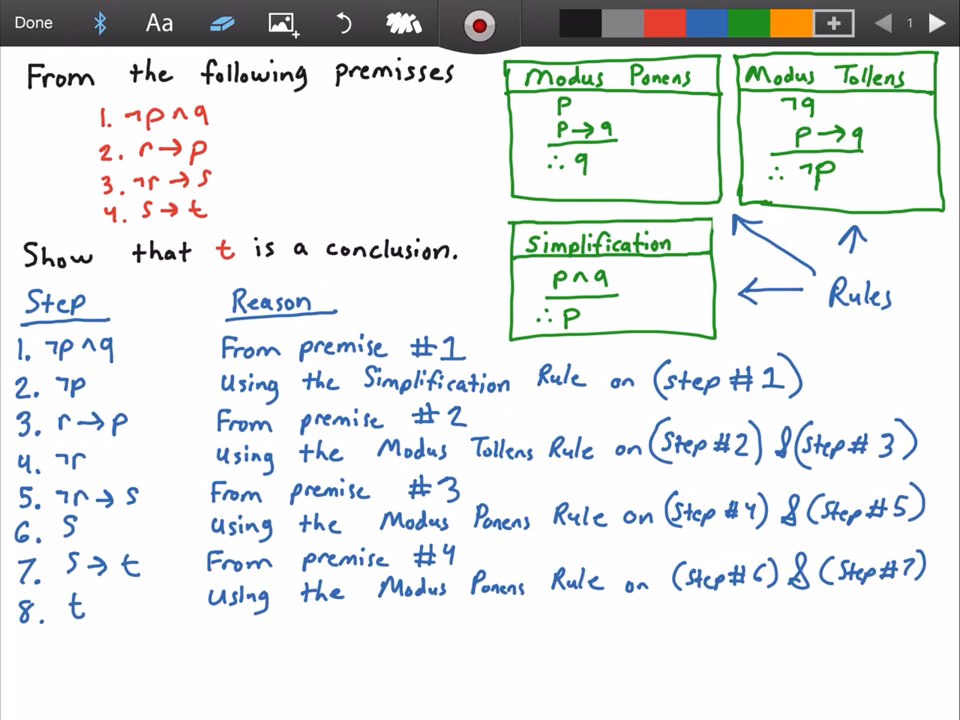 Done Aa 1
From the following premisses
1. ¬p ∧ q
2. r → p
3. ¬r → s
4. s → t
Show that t is a conclusion.
Modus Ponens
p
p → q
∴ q
Modus Tollens
¬q
p → q
∴ ¬p
Simplification
p ∧ q
∴ p
Rules
Step Reason
1. ¬p ∧ q From premise #1
2. ¬p Using the Simplification Rule on (step #1)
3. r → p From premise #2
4. ¬r Using the Modus Tollens Rule on (Step #2) & (Step #3)
5. ¬r → s From premise #3
6. S Using the Modus Ponens Rule on (Step #4) & (Step #5)
7. s → t From premise #4
8. t Using the Modus Ponens Rule on (Step #6) & (Step #7)